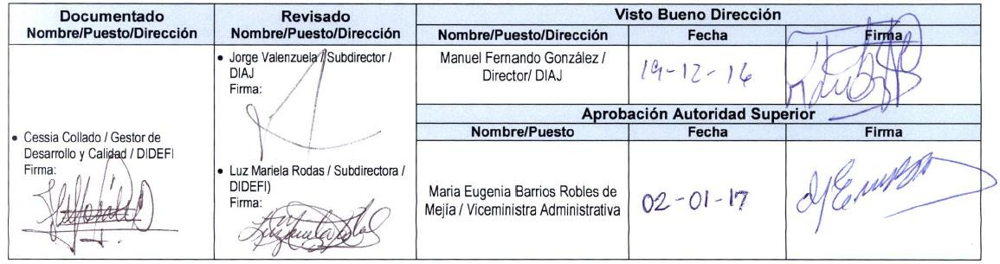 Documentado
Nombre/Puesto/Dirección
• Cessia Collado / Gestor de
Desarrollo y Calidad / DIDEFI
Firma:
Revisado
Nombre/Puesto/Dirección
• Jorge Valenzuela / Subdirector /
DIAJ
Firma:
• Luz Mariela Rodas / Subdirectora /
DIDEFI)
Firma:
Visto Bueno Dirección
Nombre/Puesto/Dirección
Fecha
Firma
Manuel Fernando González /
Director/ DIAJ
19-12-16
Aprobación Autoridad Superior
Nombre/Puesto
Fecha
Firma
Maria Eugenia Barrios Robles de
Mejía / Viceministra Administrativa
02-01-17